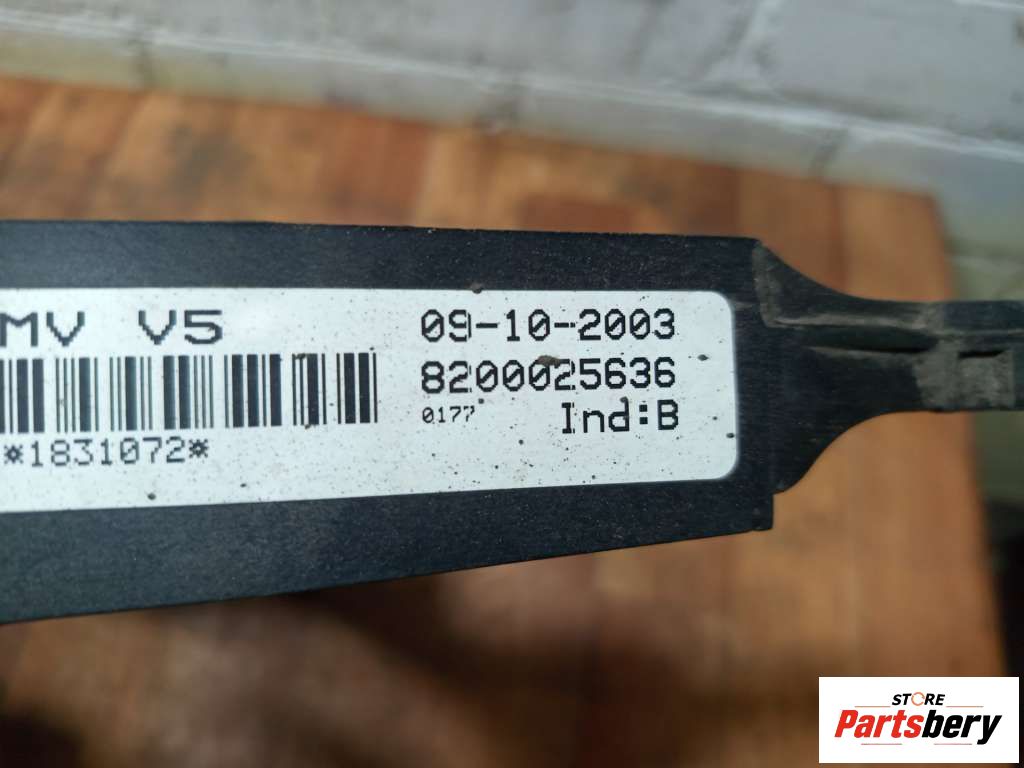 MV V5
09-10-2003
8200025636
0177
Ind:B
*1831072*
STORE
Partsbery